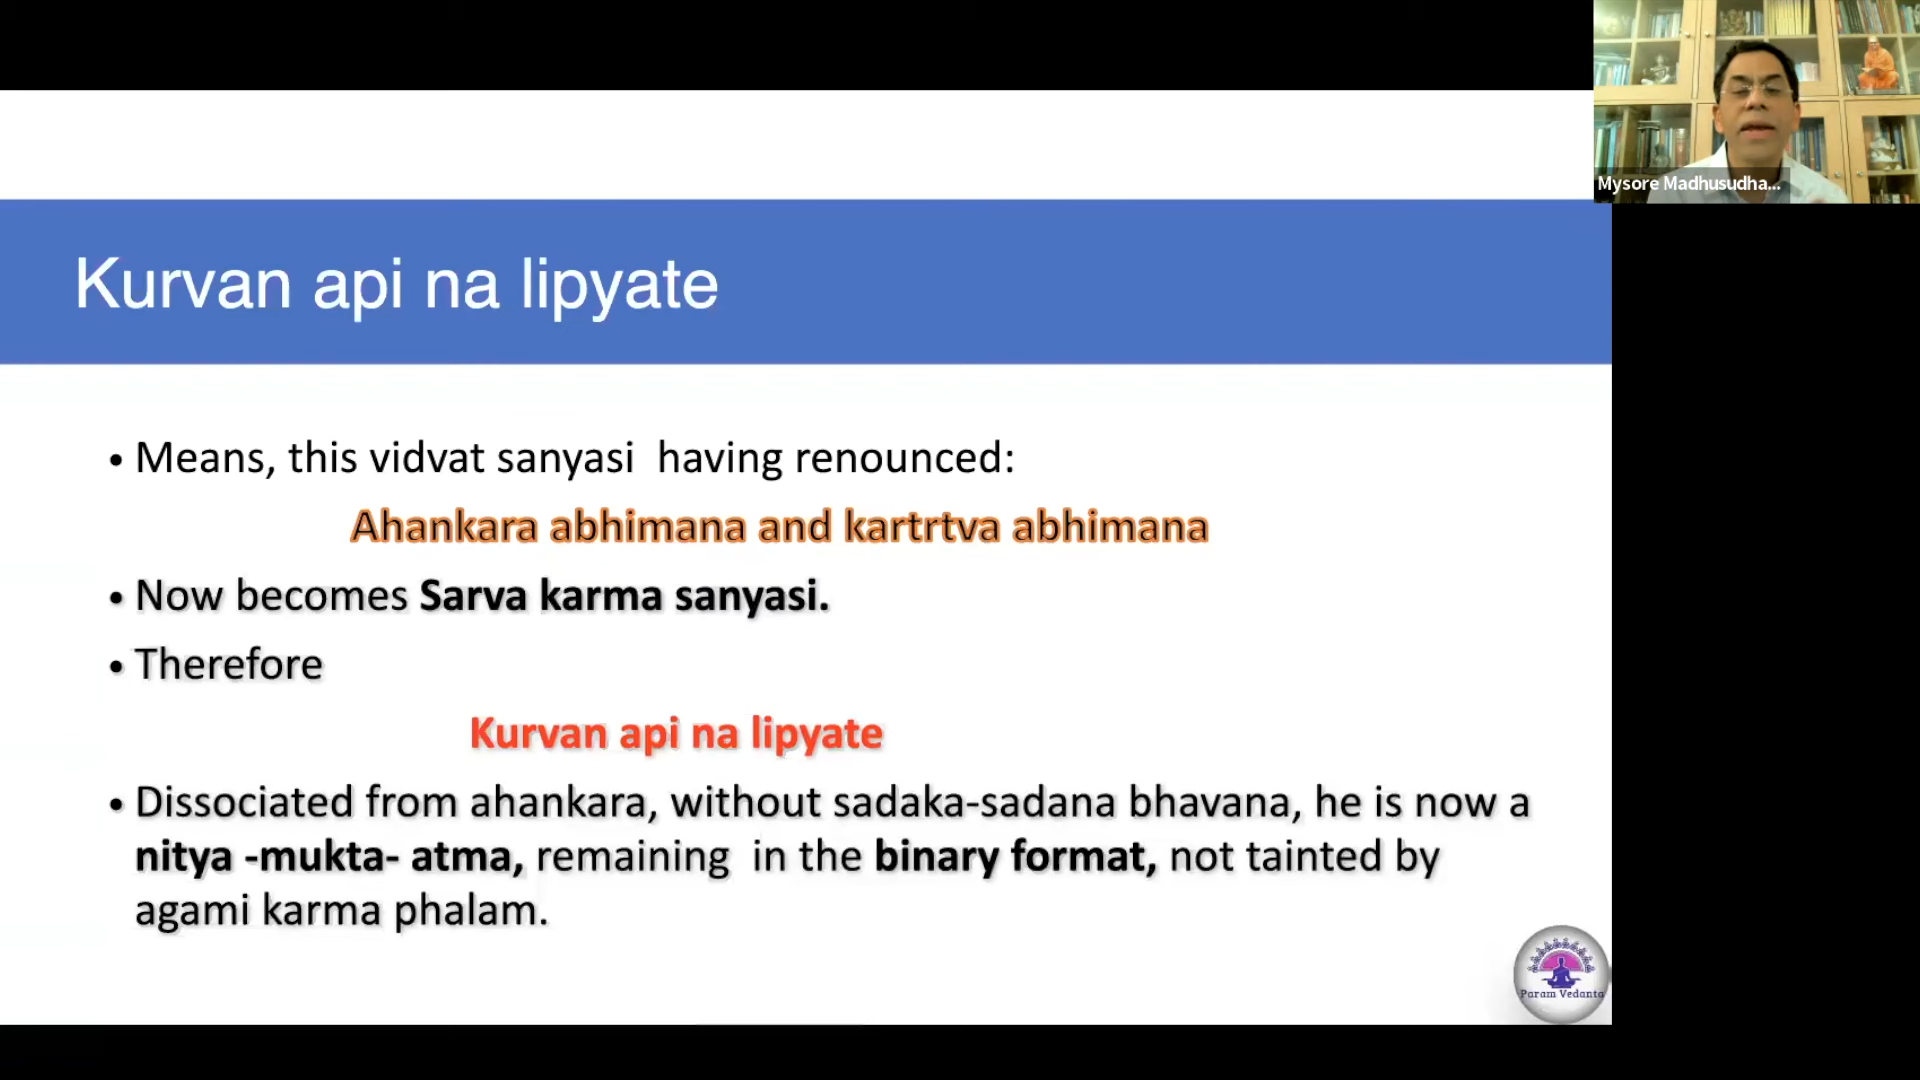 Mysore Madhusudha...
Kurvan api na lipyate
• Means, this vidvat sanyasi having renounced:
Ahankara abhimana and kartrtva abhimana
• Now becomes Sarva karma sanyasi.
• Therefore
Kurvan api na lipyate
• Dissociated from ahankara, without sadaka-sadana bhavana, he is now a
nitya -mukta- atma, remaining in the binary format, not tainted by
agami karma phalam.
Param Vedanta